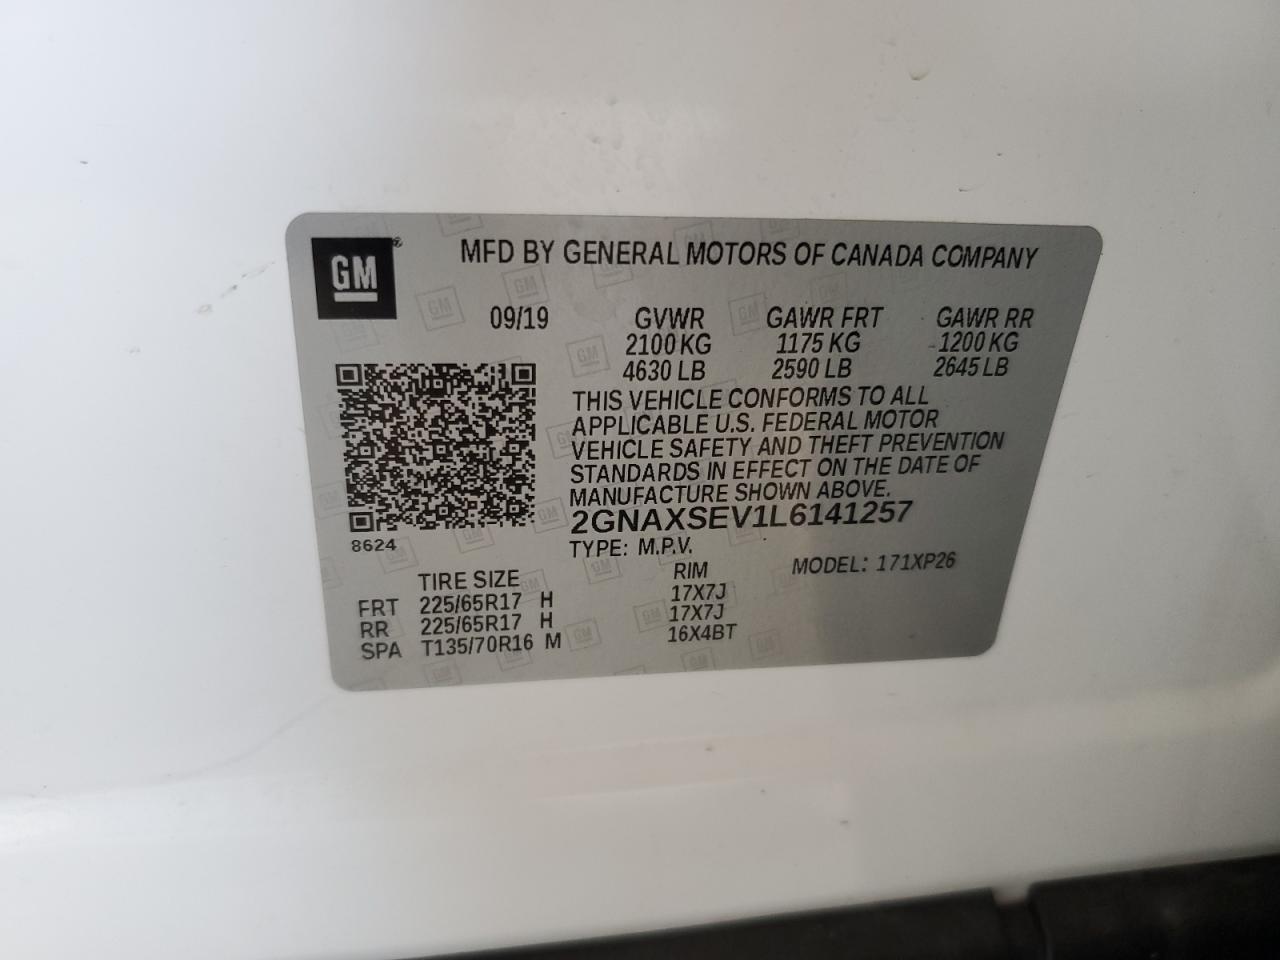 GM®
MFD BY GENERAL MOTORS OF CANADA COMPANY
09/19 GVWR GAWR FRT GAWR RR
2100 KG 1175 KG 1200 KG
4630 LB 2590 LB 2645 LB
THIS VEHICLE CONFORMS TO ALL
APPLICABLE U.S. FEDERAL MOTOR
VEHICLE SAFETY AND THEFT PREVENTION
STANDARDS IN EFFECT ON THE DATE OF
MANUFACTURE SHOWN ABOVE.
2GNAXSEV1L6141257
8624
TYPE: M.P.V. MODEL: 171XP26
TIRE SIZE RIM
FRT 225/65R17 H 17X7J
RR 225/65R17 H 17X7J
SPA T135/70R16 M 16X4BT